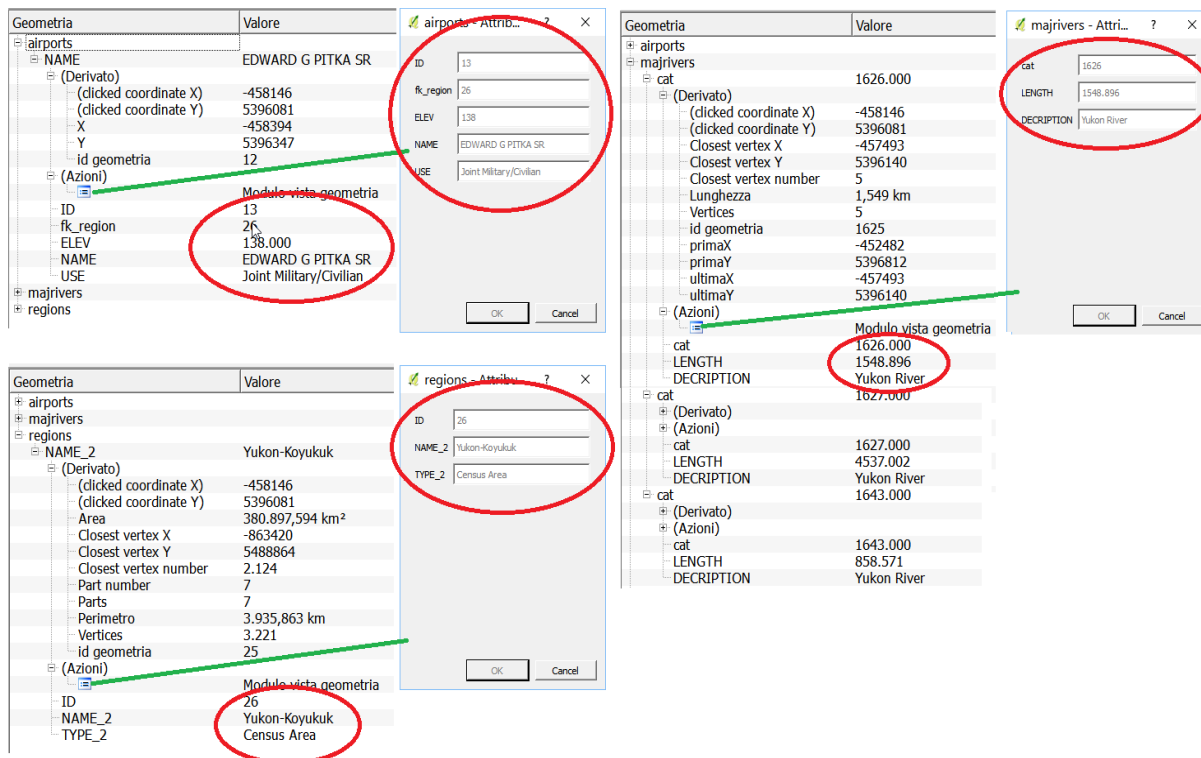 Geometria Valore
airports
NAME EDWARD G PITKA SR
(Derivato)
(clicked coordinate X) -458146
(clicked coordinate Y) 5396081
X -458394
Y 5396347
id geometria 12
(Azioni)
Modulo vista geometria
ID 13
fk_region 26
ELEV 138.000
NAME EDWARD G PITKA SR
USE Joint Military/Civilian
majrivers
regions
airports - Attrib... ? ×
ID 13
fk_region 26
ELEV 138
NAME EDWARD G PITKA SR
USE Joint Military/Civilian
OK Cancel
Geometria Valore
airports
majrivers
cat 1626.000
(Derivato)
(clicked coordinate X) -458146
(clicked coordinate Y) 5396081
Closest vertex X -457493
Closest vertex Y 5396140
Closest vertex number 5
Lunghezza 1,549 km
Vertices 5
id geometria 1625
primaX -452482
primaY 5396812
ultimaX -457493
ultimaY 5396140
(Azioni)
Modulo vista geometria
cat 1626.000
LENGTH 1548.896
DECRIPTION Yukon River
cat 1627.000
(Derivato)
(Azioni)
cat 1627.000
LENGTH 4537.002
DECRIPTION Yukon River
cat 1643.000
(Derivato)
(Azioni)
cat 1643.000
LENGTH 858.571
DECRIPTION Yukon River
majrivers - Attri... ? ×
cat 1626
LENGTH 1548.896
DECRIPTION Yukon River
OK Cancel
Geometria Valore
airports
majrivers
regions
NAME_2 Yukon-Koyukuk
(Derivato)
(clicked coordinate X) -458146
(clicked coordinate Y) 5396081
Area 380.897,594 km²
Closest vertex X -863420
Closest vertex Y 5488864
Closest vertex number 2.124
Part number 7
Parts 7
Perimetro 3.935,863 km
Vertices 3.221
id geometria 25
(Azioni)
Modulo vista geometria
ID 26
NAME_2 Yukon-Koyukuk
TYPE_2 Census Area
regions - Attribu... ? ×
ID 26
NAME_2 Yukon-Koyukuk
TYPE_2 Census Area
OK Cancel